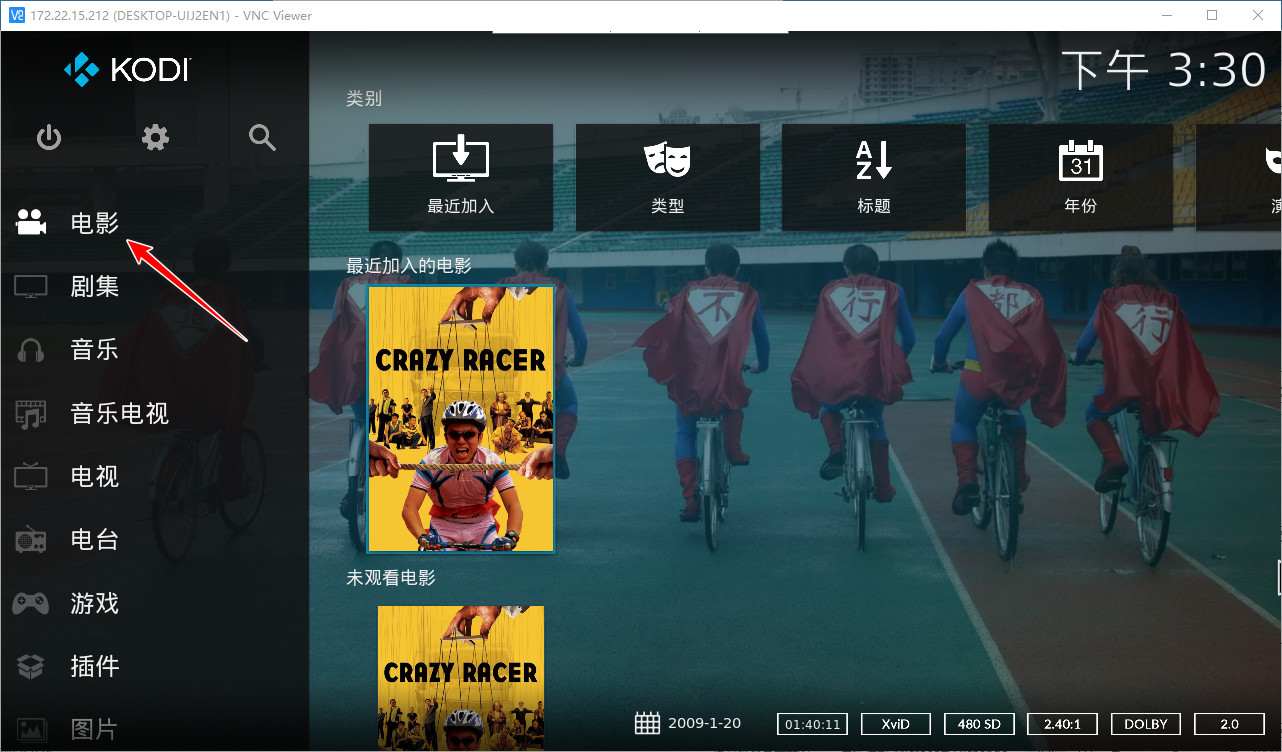 172.22.15.212 (DESKTOP-UIJ2EN1) - VNC Viewer
KODI
下午 3:30
类别
最近加入
类型
标题
31
年份
电影
剧集
音乐
音乐电视
电视
电台
游戏
插件
图片
最近加入的电影
CRAZY RACER
不
行
都
行
未观看电影
CRAZY RACER
2009-1-20
01:40:11
XviD
480 SD
2.40:1
DOLBY
2.0